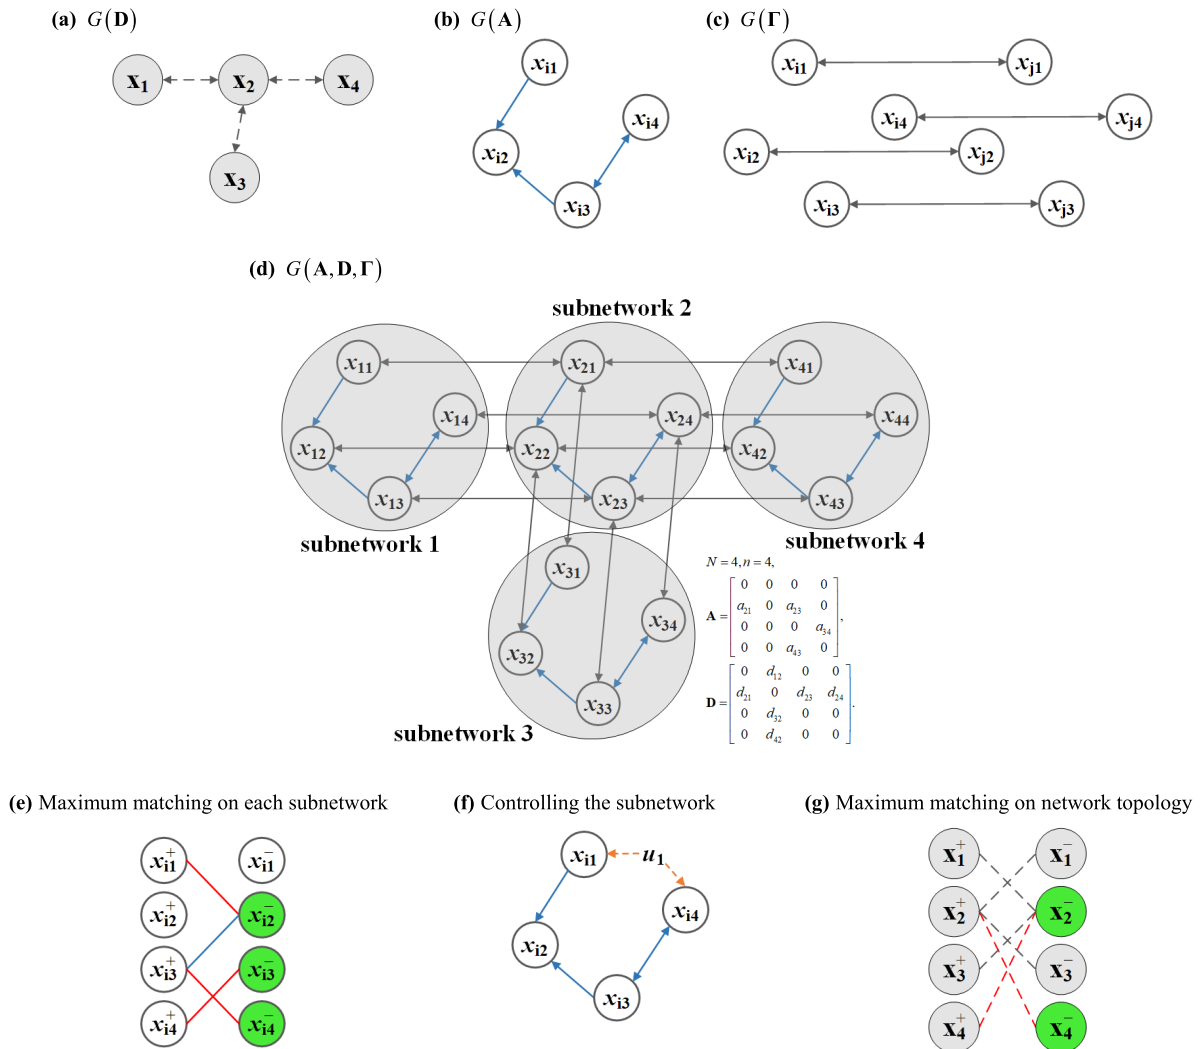 (a) G(D)
(b) G(A)
(c) G(Γ)
x1 x2 x4
x3
xi1
xi4
xi2
xi3
xi1 xj1
xi4 xj4
xi2 xj2
xi3 xj3
(d) G(A, D, Γ)
subnetwork 2
x11 x21 x41
x14 x24 x44
x12 x22 x42
x13 x23 x43
subnetwork 1
subnetwork 4
x31
x34
x32
x33
subnetwork 3
N = 4, n = 4,
A = [ 0 0 0 0
a21 0 a23 0
0 0 0 a34
0 0 a43 0 ],
D = [ 0 d12 0 0
d21 0 d23 d24
0 d32 0 0
0 d42 0 0 ].
(e) Maximum matching on each subnetwork
xi1+ xi1−
xi2+ xi2−
xi3+ xi3−
xi4+ xi4−
(f) Controlling the subnetwork
xi1 u1
xi4
xi2
xi3
(g) Maximum matching on network topology
x1+ x1−
x2+ x2−
x3+ x3−
x4+ x4−